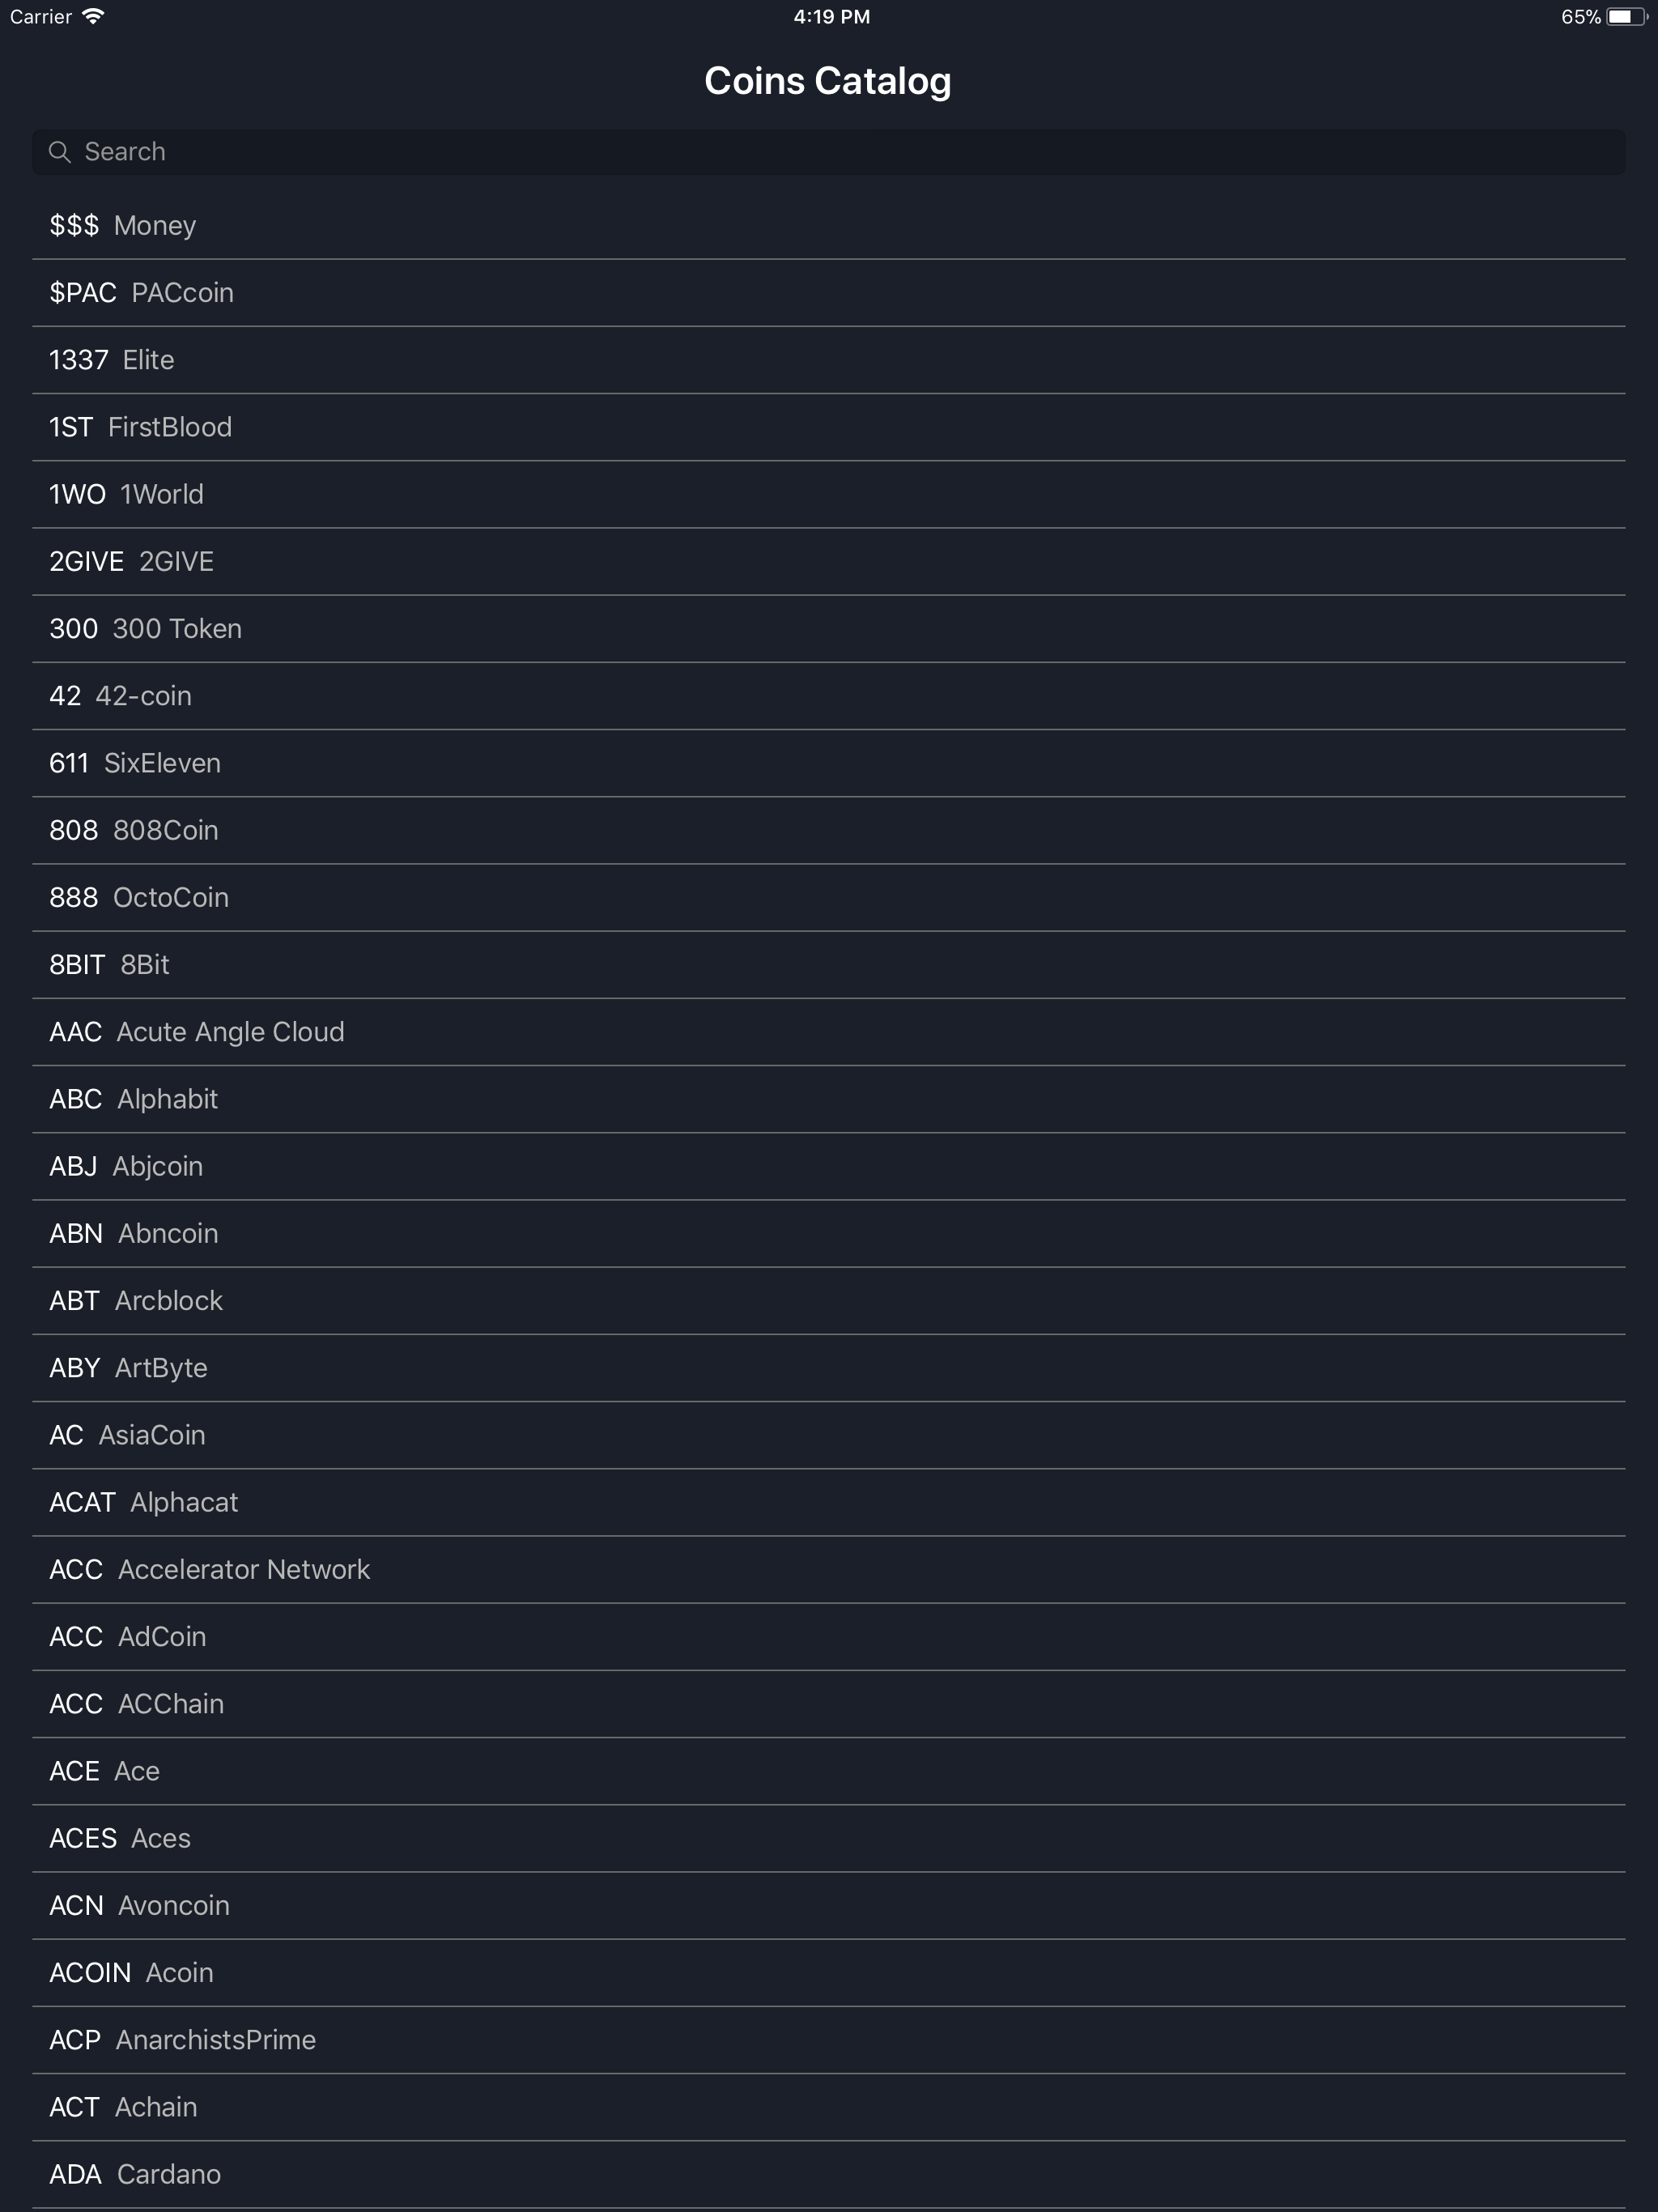 Carrier 4:19 PM 65%
Coins Catalog
Search
$$$ Money
$PAC PACcoin
1337 Elite
1ST FirstBlood
1WO 1World
2GIVE 2GIVE
300 300 Token
42 42-coin
611 SixEleven
808 808Coin
888 OctoCoin
8BIT 8Bit
AAC Acute Angle Cloud
ABC Alphabit
ABJ Abjcoin
ABN Abncoin
ABT Arcblock
ABY ArtByte
AC AsiaCoin
ACAT Alphacat
ACC Accelerator Network
ACC AdCoin
ACC ACChain
ACE Ace
ACES Aces
ACN Avoncoin
ACOIN Acoin
ACP AnarchistsPrime
ACT Achain
ADA Cardano